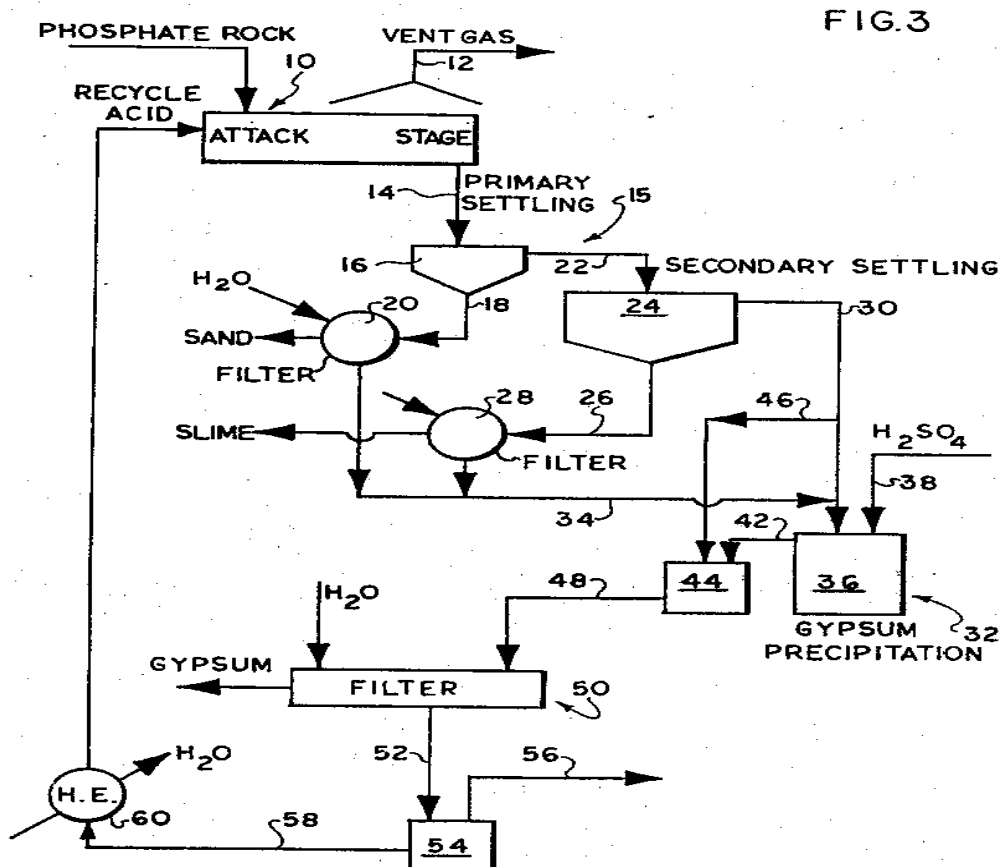 FIG.3
PHOSPHATE ROCK
VENT GAS
10
12
RECYCLE
ACID
ATTACK STAGE
14
PRIMARY
SETTLING
15
16
22
SECONDARY SETTLING
H2O
20
18
24
30
SAND
FILTER
28
26
46
SLIME
FILTER
H2SO4
34
38
42
44
36
48
H2O
GYPSUM
PRECIPITATION
32
GYPSUM
FILTER
50
52
56
H2O
H.E.
60
58
54